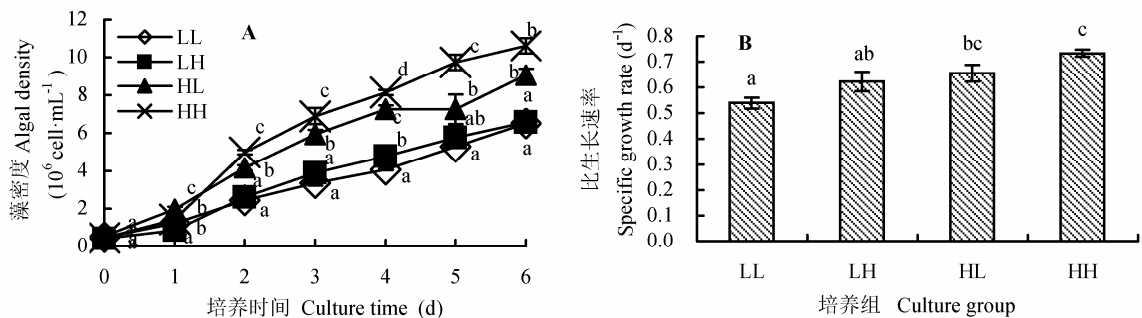 藻密度 Algal density
(10⁶ cell·mL⁻¹)
12
10
8
6
4
2
0
A
LL
LH
HL
HH
a
a
a
a
c
b
b
a
c
b
a
a
c
b
a
a
d
c
b
a
c
b
ab
a
b
b
a
a
0 1 2 3 4 5 6
培养时间 Culture time (d)
比生长速率
Specific growth rate (d⁻¹)
0.8
0.7
0.6
0.5
0.4
0.3
0.2
0.1
0.0
B
a ab bc c
LL LH HL HH
培养组 Culture group